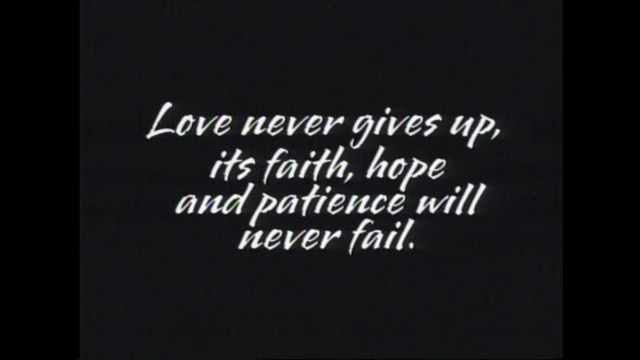 Love never gives up,
its faith, hope
and patience will
never fail.